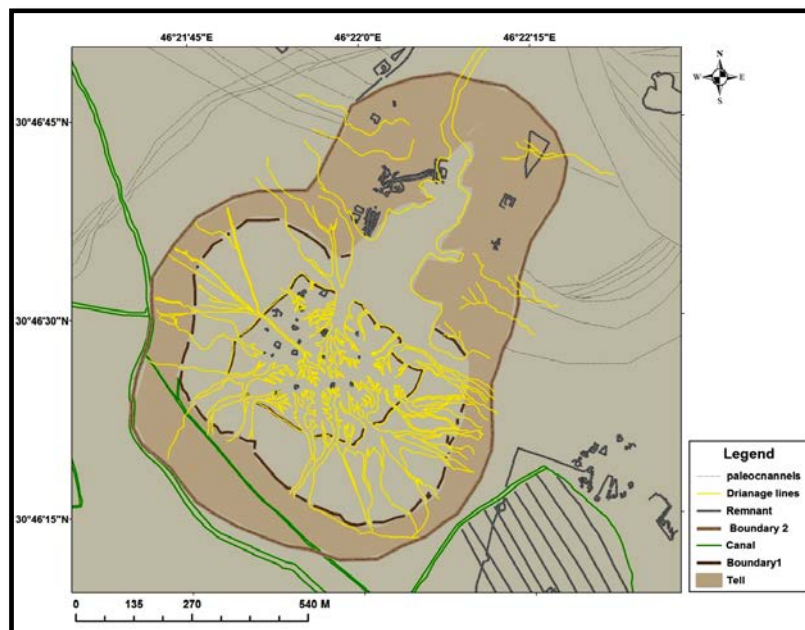 46°21'45"E 46°22'0"E 46°22'15"E
N
W E
S
30°46'45"N
30°46'30"N
30°46'15"N
Legend
paleocnannels
Drianage lines
Remnant
Boundary 2
Canal
Boundary1
Tell
0 135 270 540 M